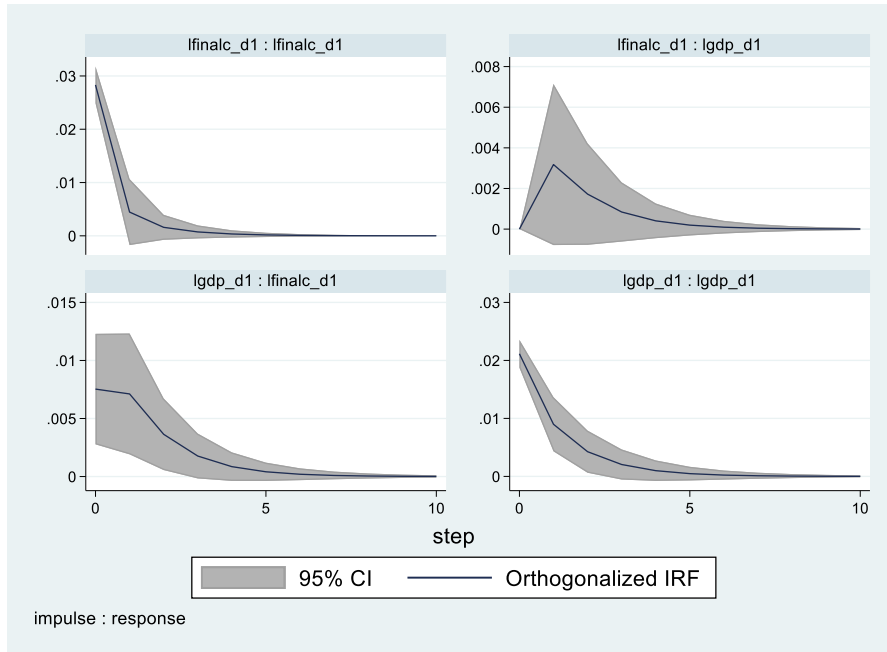 lfinalc_d1 : lfinalc_d1
.03
.02
.01
0
lfinalc_d1 : lgdp_d1
.008
.006
.004
.002
0
lgdp_d1 : lfinalc_d1
.015
.01
.005
0
0 5 10
lgdp_d1 : lgdp_d1
.03
.02
.01
0
0 5 10
step
95% CI Orthogonalized IRF
impulse : response